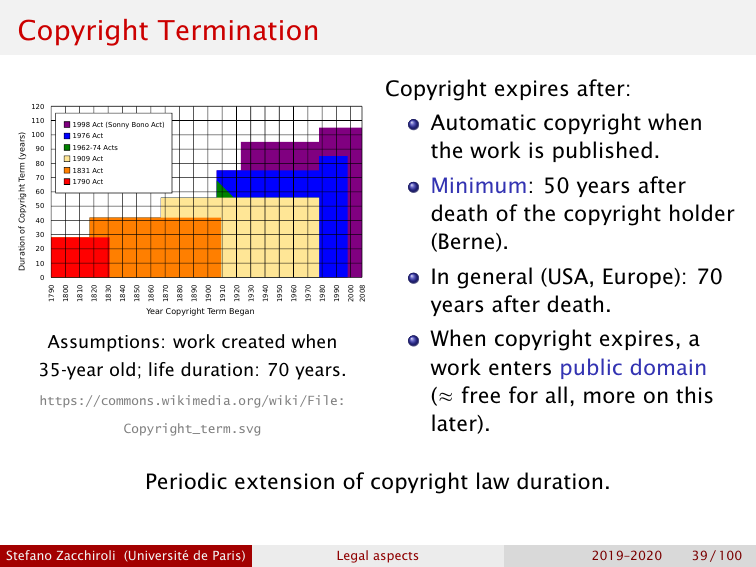 Copyright Termination
Copyright expires after:
Automatic copyright when
the work is published.
Minimum: 50 years after
death of the copyright holder
(Berne).
In general (USA, Europe): 70
years after death.
When copyright expires, a
work enters public domain
(≈ free for all, more on this
later).
Duration of Copyright Term (years)
120
110
100
90
80
70
60
50
40
30
20
10
0
1998 Act (Sonny Bono Act)
1976 Act
1962-74 Acts
1909 Act
1831 Act
1790 Act
1790 1800 1810 1820 1830 1840 1850 1860 1870 1880 1890 1900 1910 1920 1930 1940 1950 1960 1970 1980 1990 2000 2008
Year Copyright Term Began
Assumptions: work created when
35-year old; life duration: 70 years.
https://commons.wikimedia.org/wiki/File:
Copyright_term.svg
Periodic extension of copyright law duration.
Stefano Zacchiroli (Université de Paris) Legal aspects 2019–2020 39 / 100